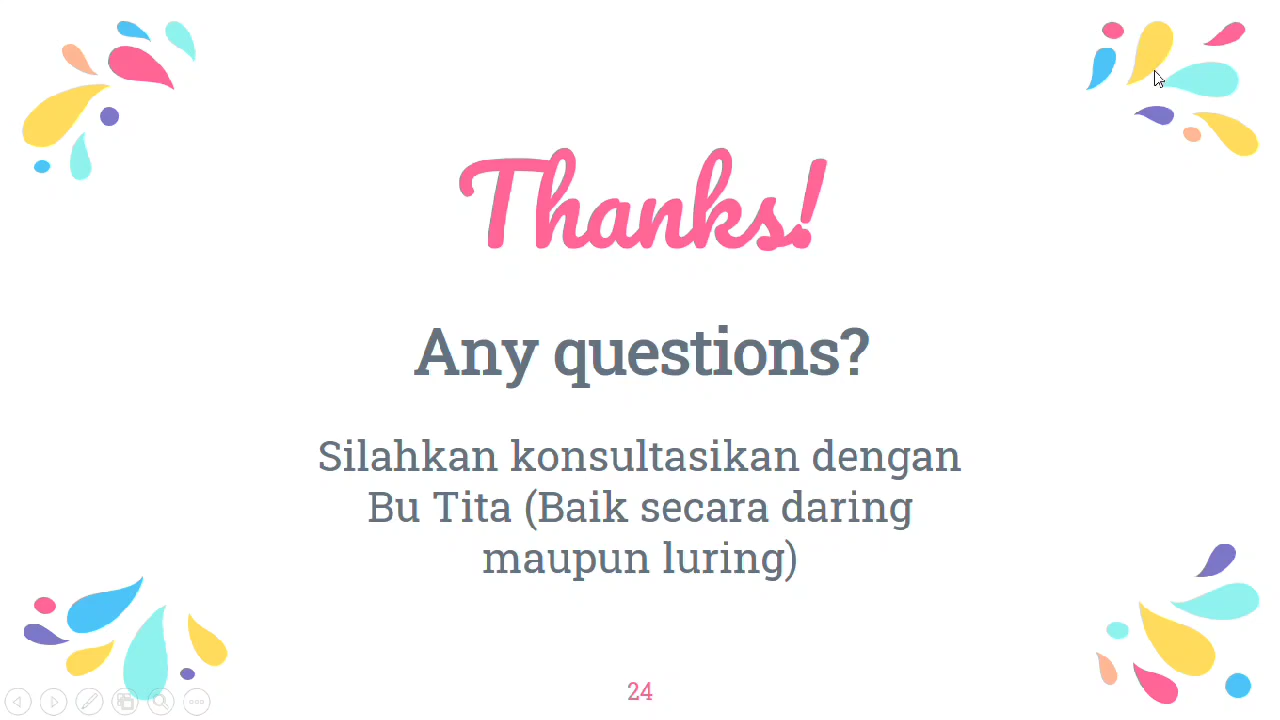 Thanks!
Any questions?
Silahkan konsultasikan dengan
Bu Tita (Baik secara daring
maupun luring)
24